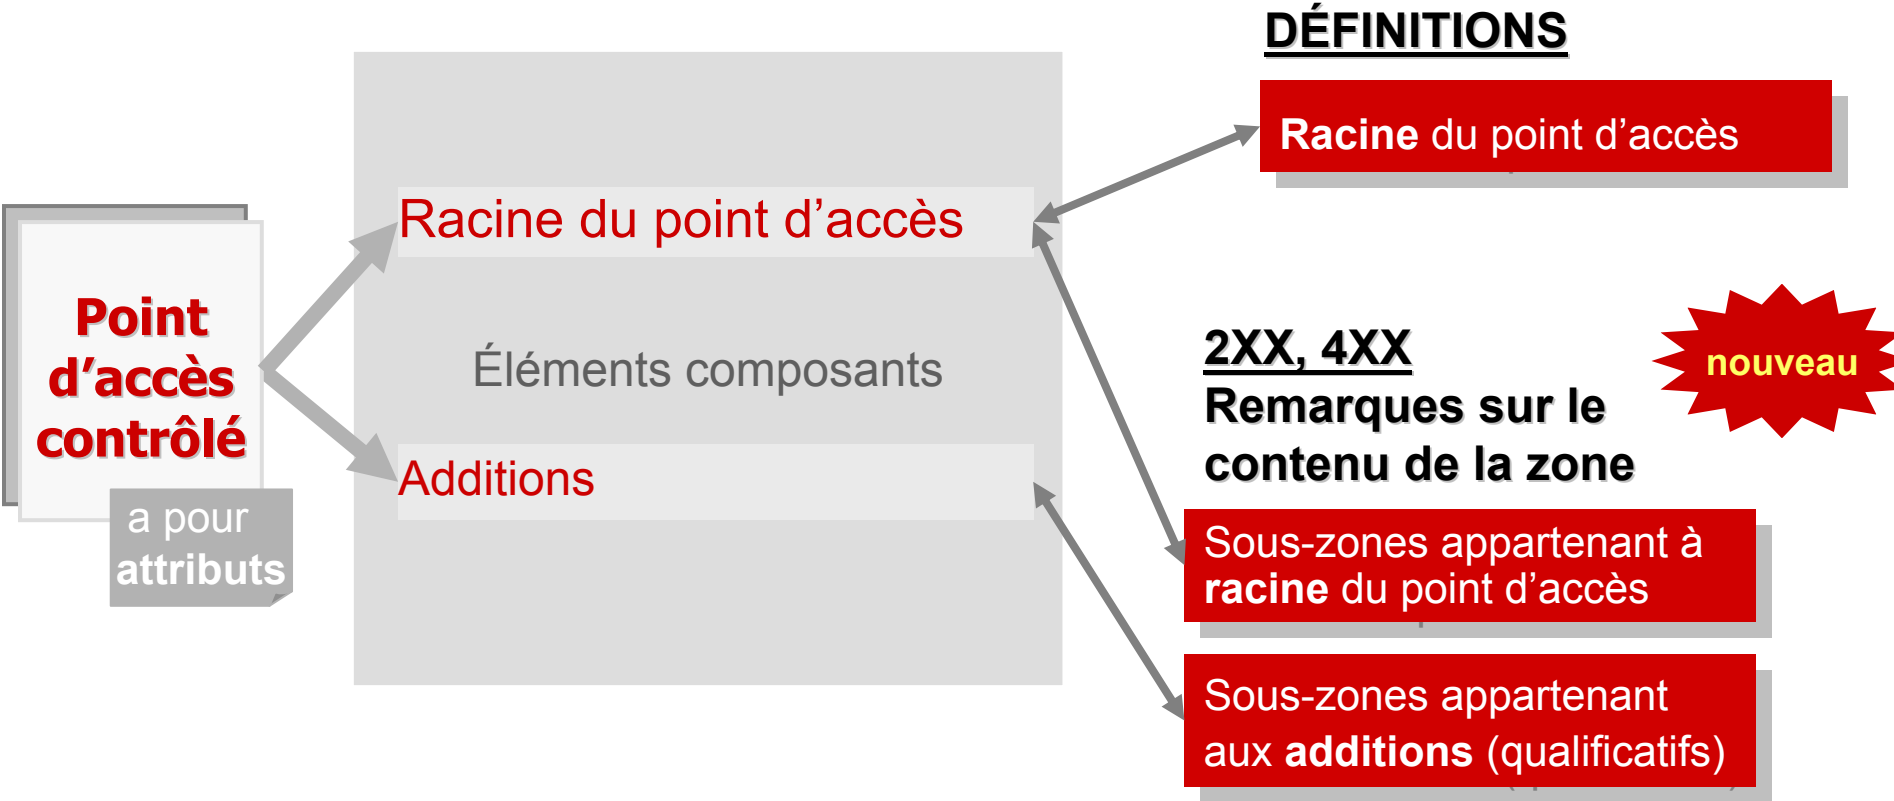 Point
d’accès
contrôlé
a pour
attributs
Racine du point d’accès
Éléments composants
Additions
DÉFINITIONS
Racine du point d’accès
2XX, 4XX
Remarques sur le
contenu de la zone
nouveau
Sous-zones appartenant à
racine du point d’accès
Sous-zones appartenant
aux additions (qualificatifs)